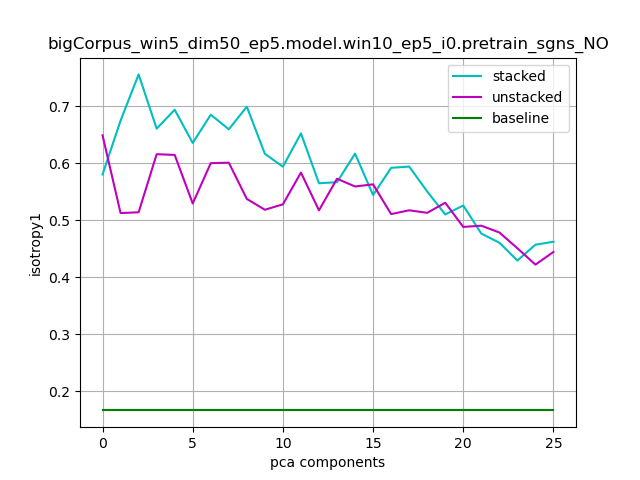 bigCorpus_win5_dim50_ep5.model.win10_ep5_i0.pretrain_sgns_NO
stacked
unstacked
baseline
0.7
0.6
0.5
0.4
0.3
0.2
isotropy1
0 5 10 15 20 25
pca components